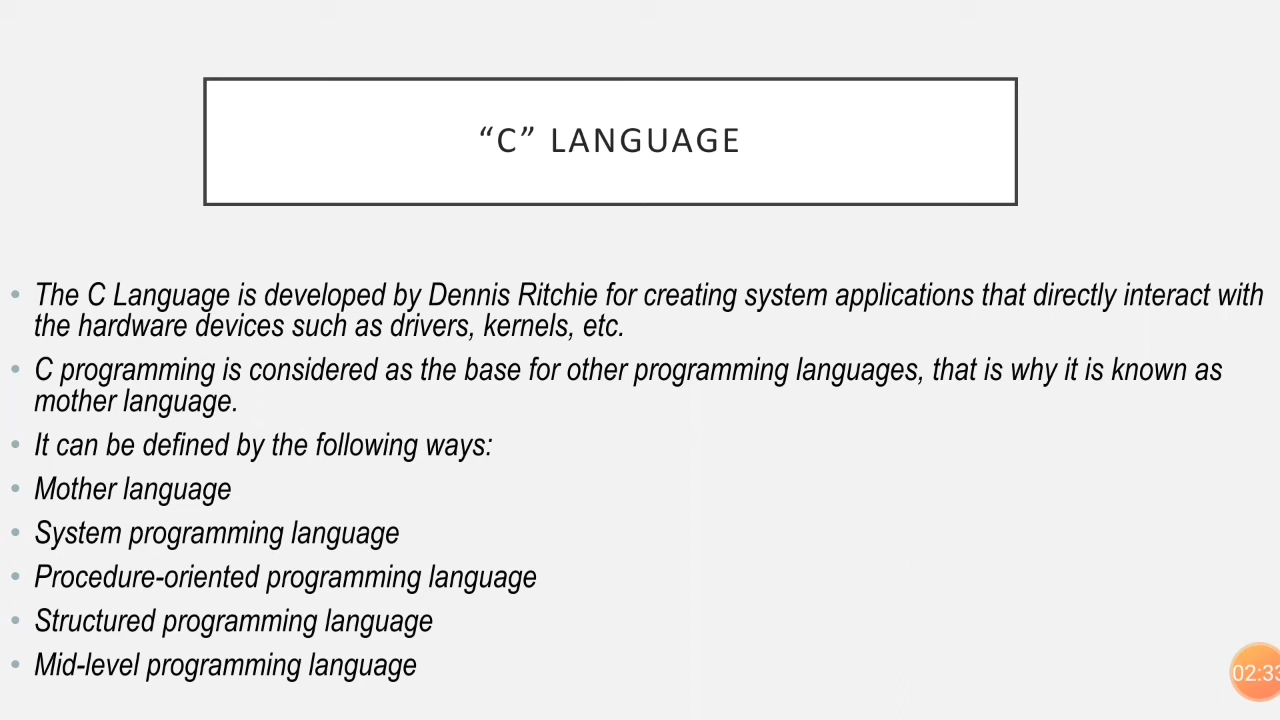 “C” LANGUAGE
• The C Language is developed by Dennis Ritchie for creating system applications that directly interact with
the hardware devices such as drivers, kernels, etc.
• C programming is considered as the base for other programming languages, that is why it is known as
mother language.
• It can be defined by the following ways:
• Mother language
• System programming language
• Procedure-oriented programming language
• Structured programming language
• Mid-level programming language
02:33